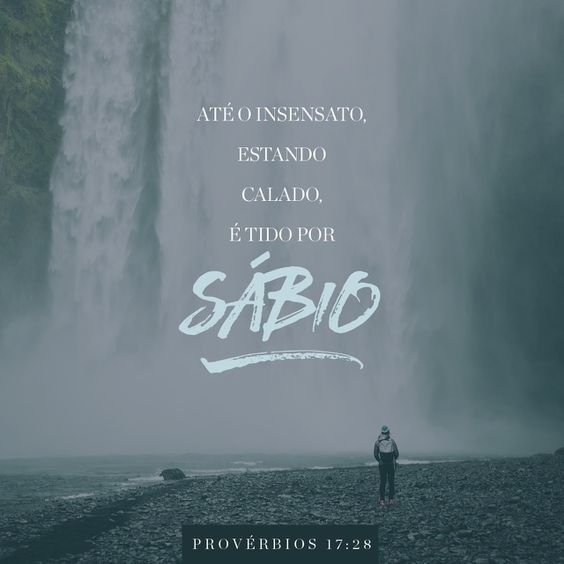 ATÉ O INSENSATO,
ESTANDO
CALADO,
É TIDO POR
SÁBIO
PROVÉRBIOS 17:28